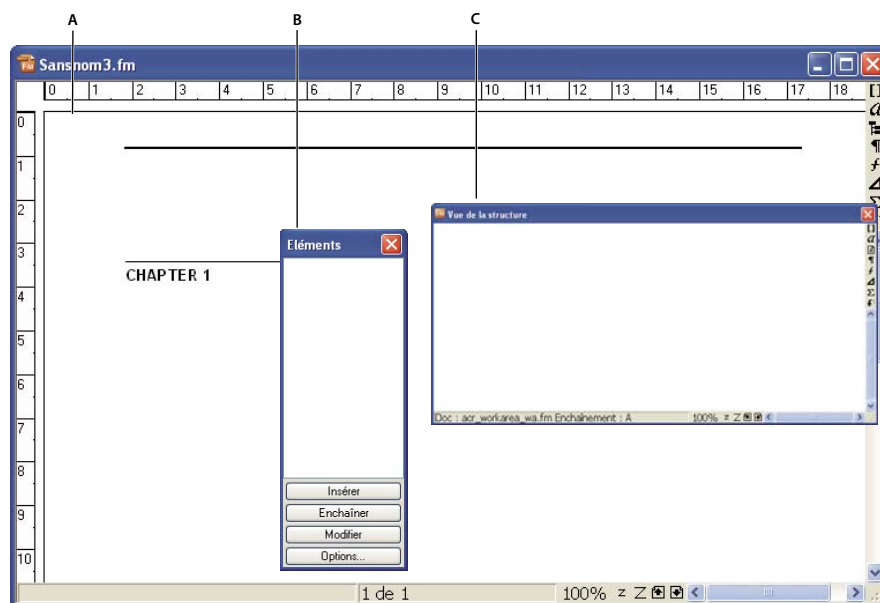 A B C
Sansnom3.fm
0 1 2 3 4 5 6 7 8 9 10 11 12 13 14 15 16 17 18
0
1
2
3
4
5
6
7
8
9
10
CHAPTER 1
Eléments
Insérer
Enchaîner
Modifier
Options...
Vue de la structure
Doc : acr_workarea_wa.fm Enchaînement : A 100% z Z
1 de 1 100% z Z